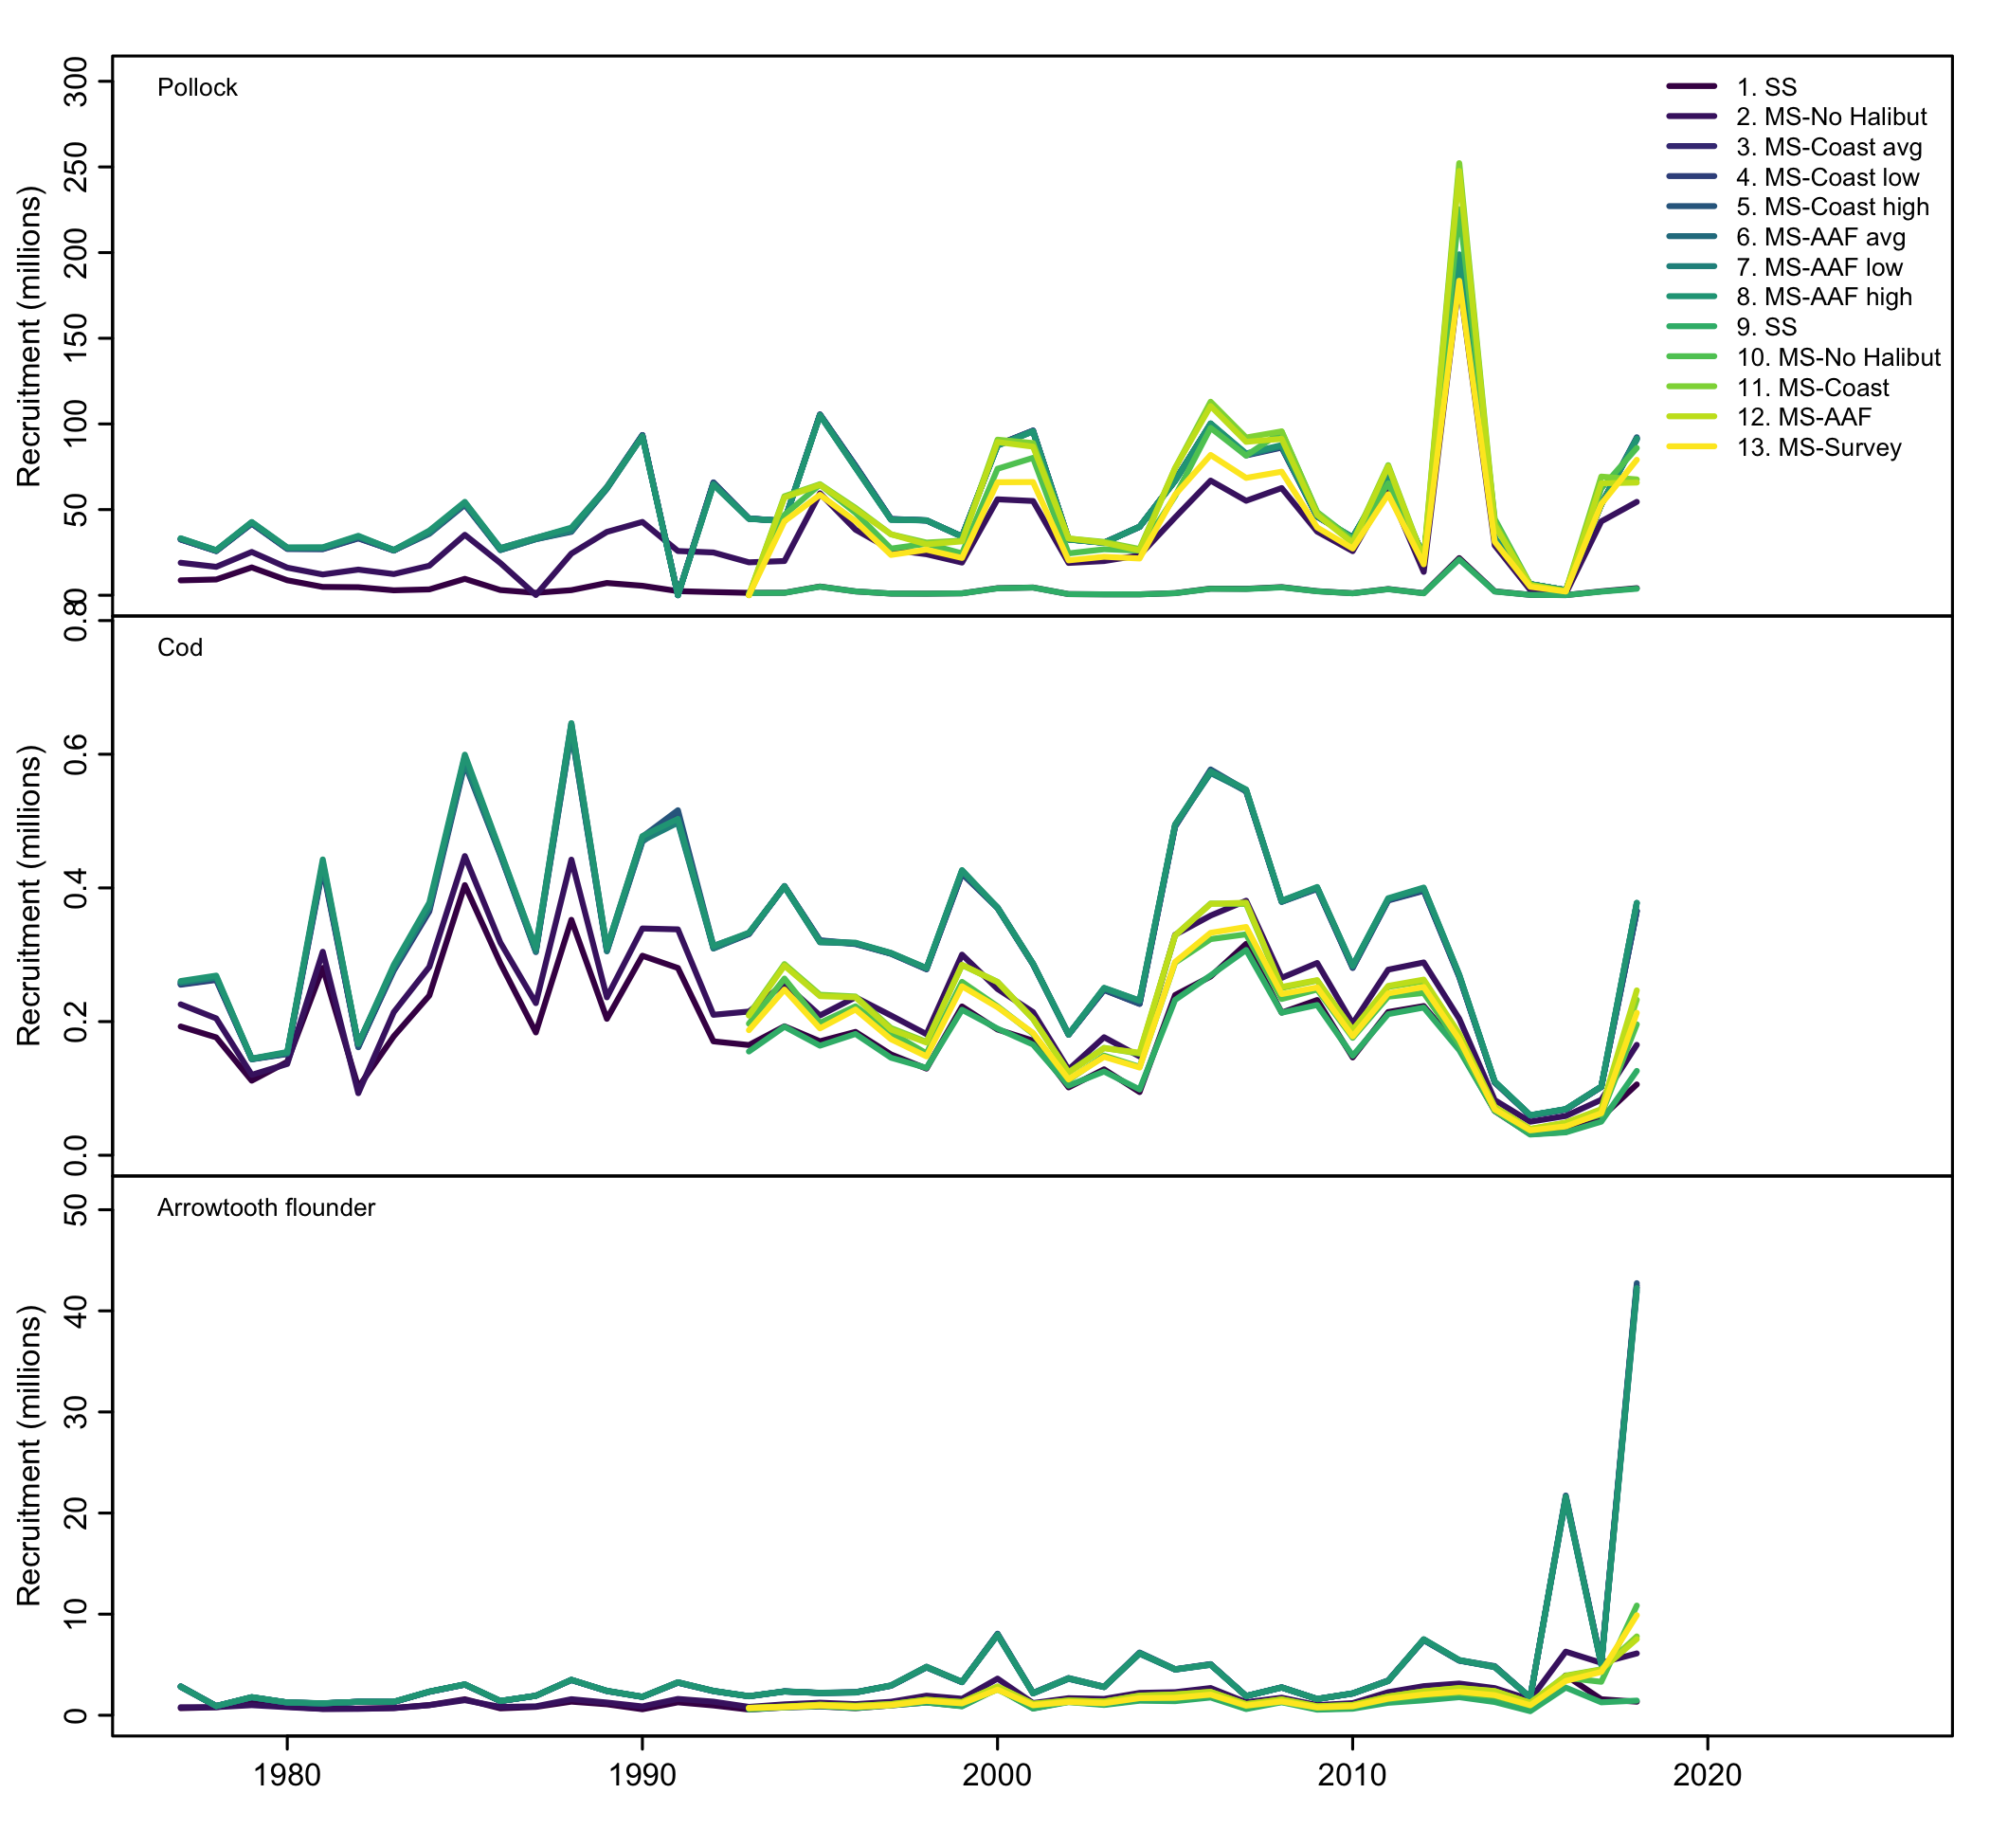 Pollock
Recruitment (millions)
300
250
200
150
100
50
0
1. SS
2. MS-No Halibut
3. MS-Coast avg
4. MS-Coast low
5. MS-Coast high
6. MS-AAF avg
7. MS-AAF low
8. MS-AAF high
9. SS
10. MS-No Halibut
11. MS-Coast
12. MS-AAF
13. MS-Survey
Cod
Recruitment (millions)
0.8
0.6
0.4
0.2
0.0
Arrowtooth flounder
Recruitment (millions)
50
40
30
20
10
0
1980 1990 2000 2010 2020